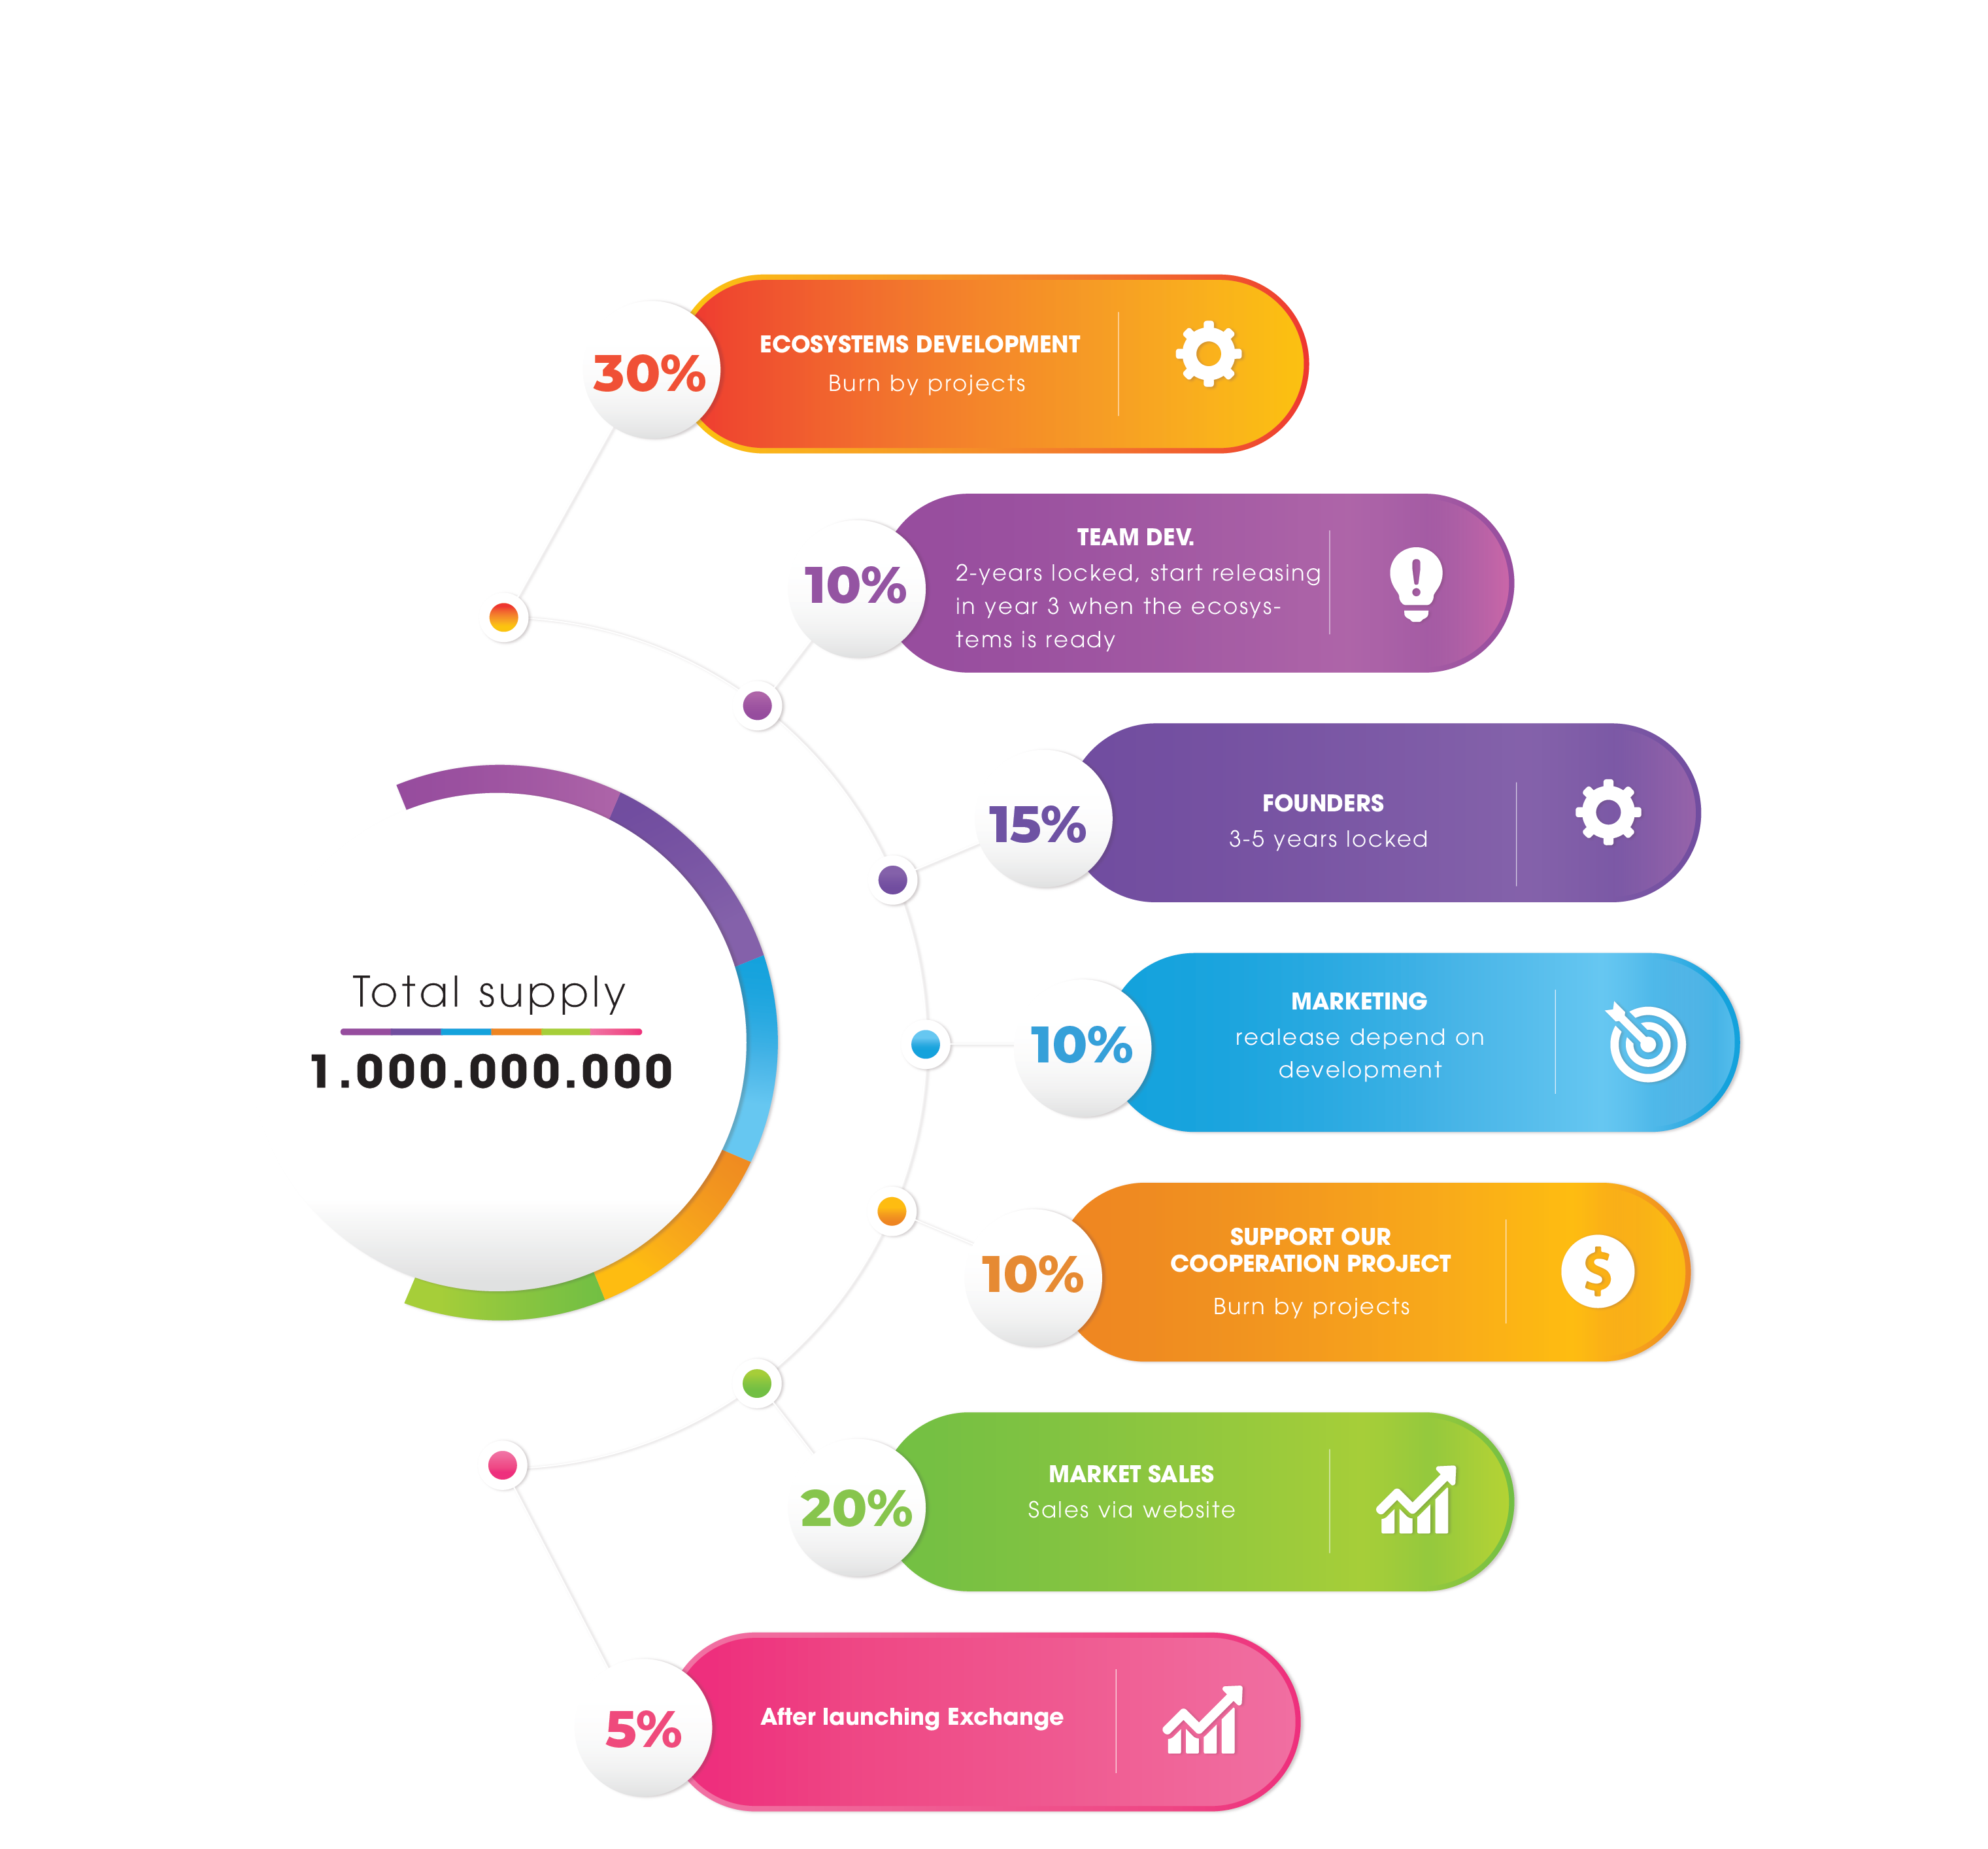 30%
ECOSYSTEMS DEVELOPMENT
Burn by projects
10%
TEAM DEV.
2-years locked, start releasing
in year 3 when the ecosys-
tems is ready
15%
FOUNDERS
3-5 years locked
Total supply
1.000.000.000
10%
MARKETING
realease depend on
development
10%
SUPPORT OUR
COOPERATION PROJECT
Burn by projects
$
20%
MARKET SALES
Sales via website
5%
After launching Exchange